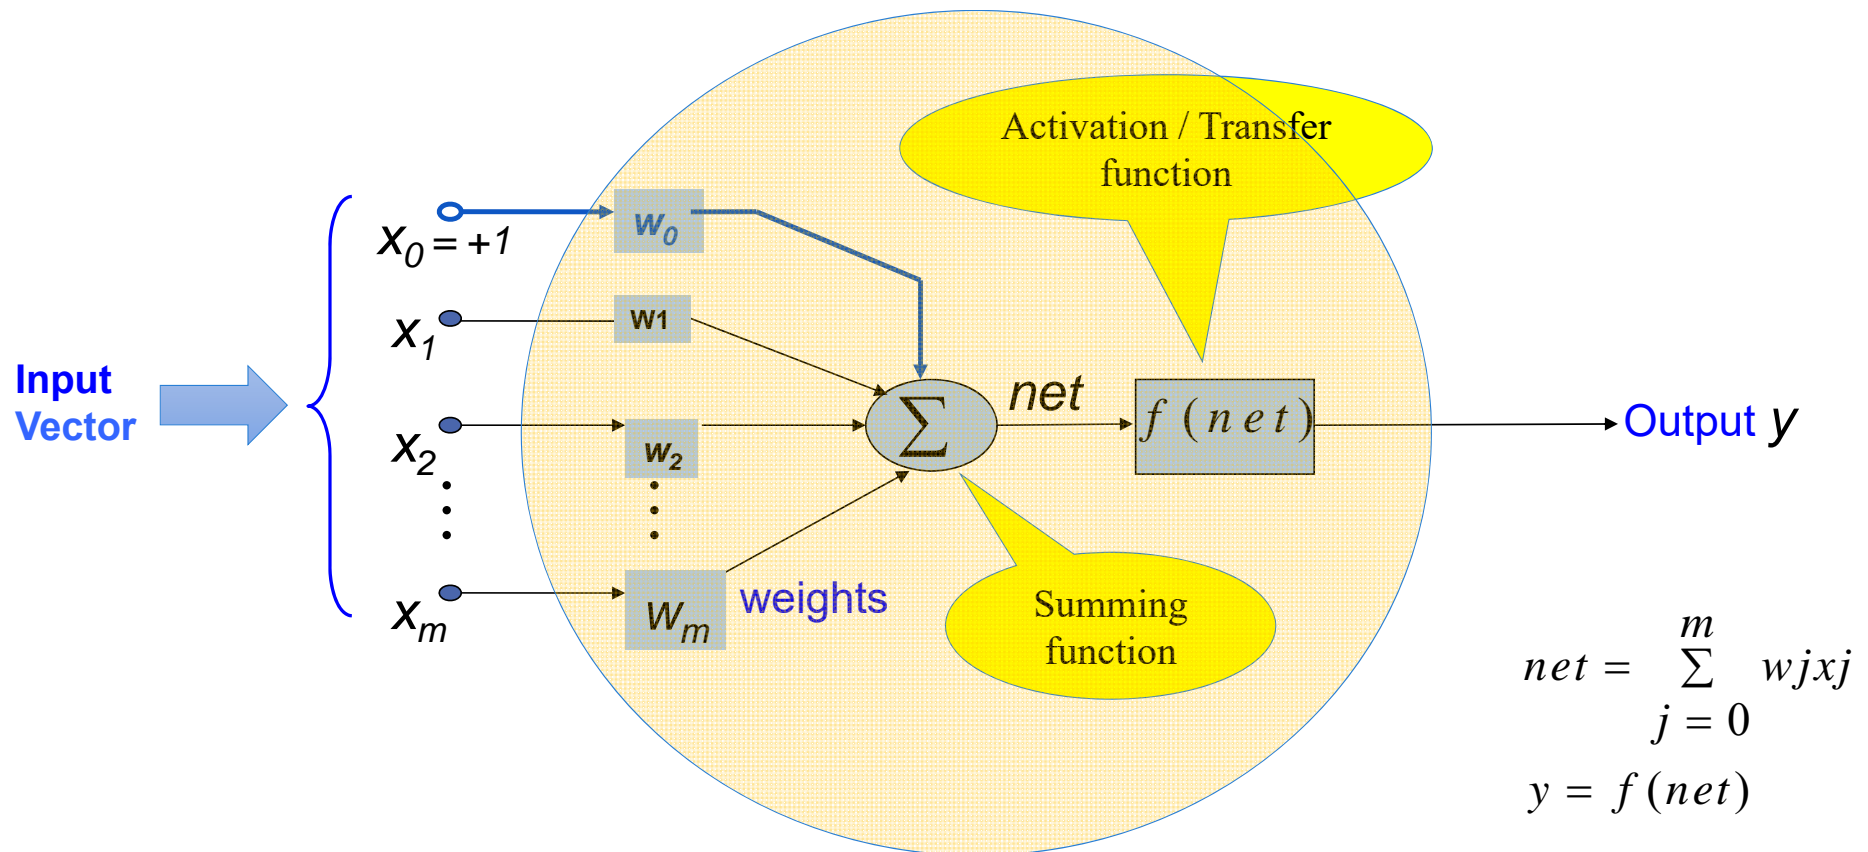 Activation / Transfer
function
x0 = +1
w0
x1
w1
Input
Vector
x2
w2
Σ
net
f (net)
Output y
xm
Wm
weights
Summing
function
m
net = Σ wjxj
j = 0
y = f (net)